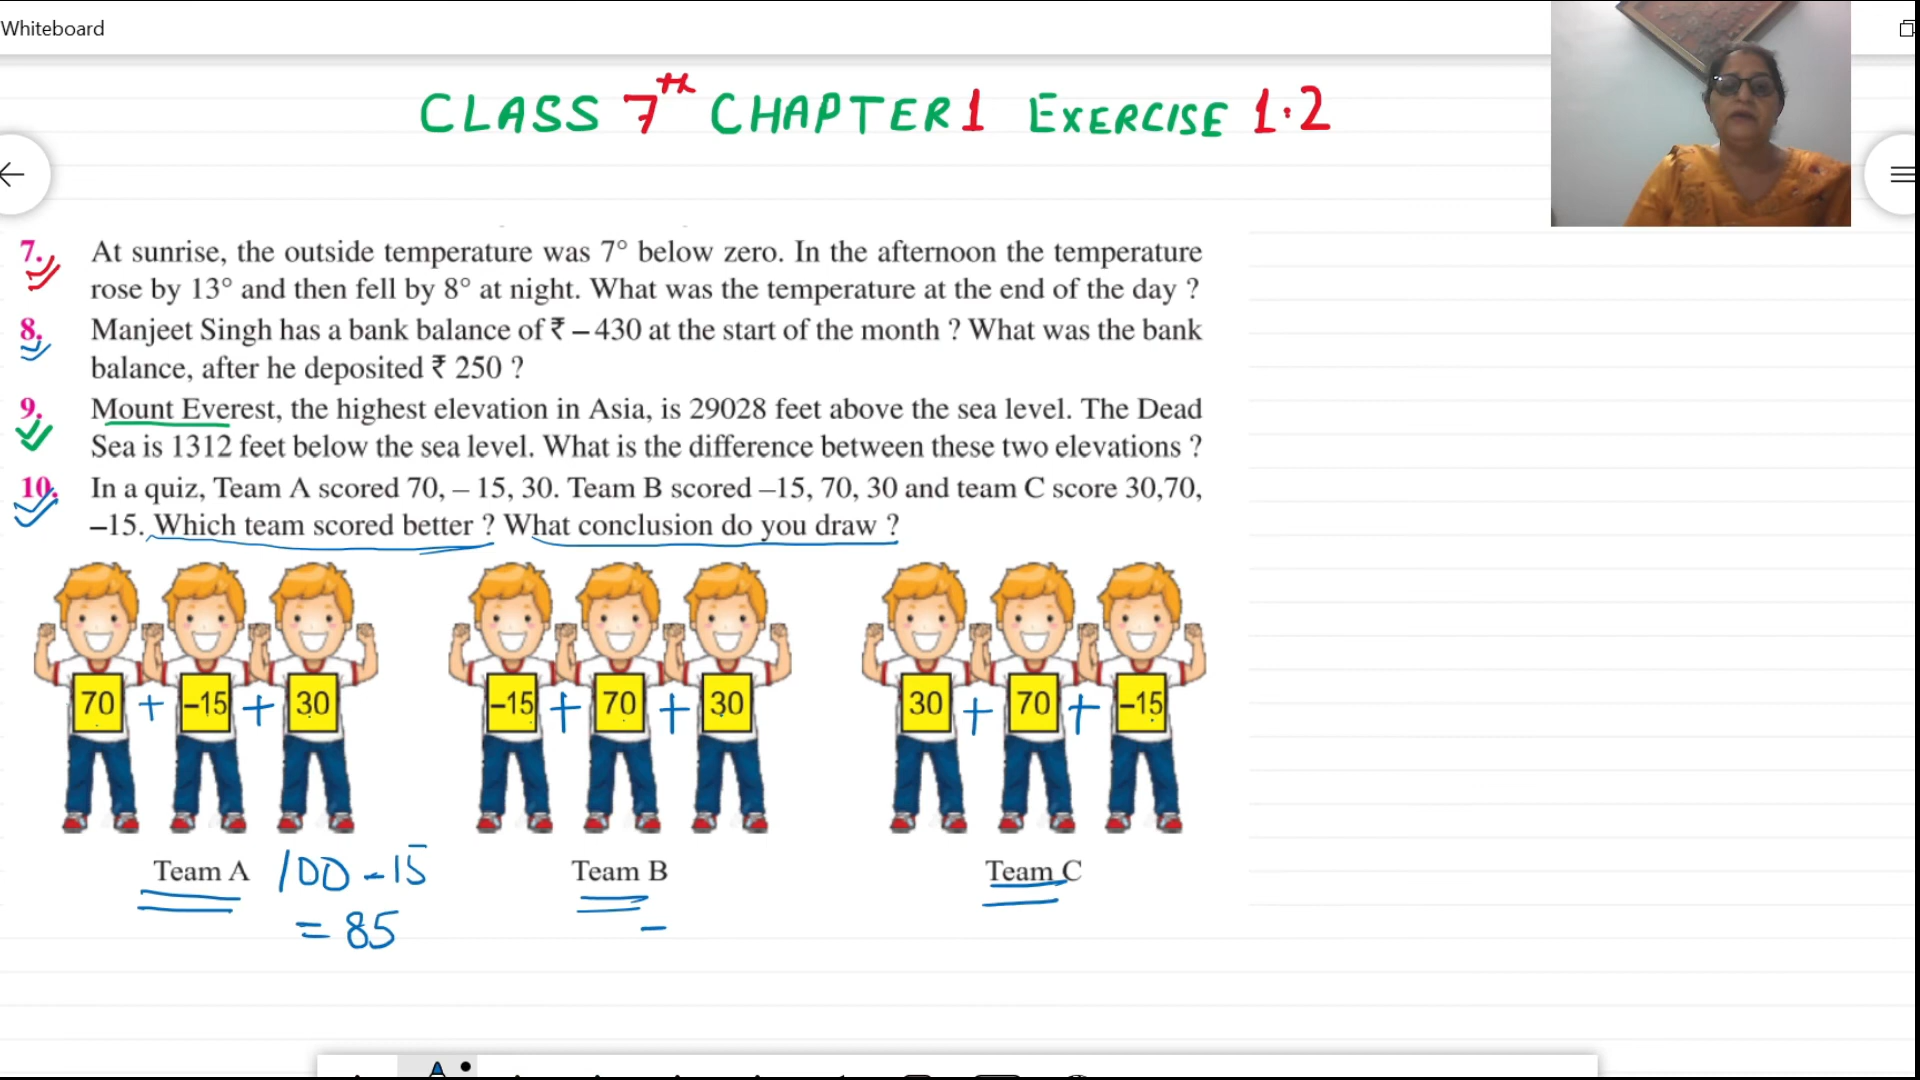 Whiteboard
CLASS 7th CHAPTER 1 EXERCISE 1.2
7. At sunrise, the outside temperature was 7° below zero. In the afternoon the temperature
rose by 13° and then fell by 8° at night. What was the temperature at the end of the day ?
8. Manjeet Singh has a bank balance of ₹ – 430 at the start of the month ? What was the bank
balance, after he deposited ₹ 250 ?
9. Mount Everest, the highest elevation in Asia, is 29028 feet above the sea level. The Dead
Sea is 1312 feet below the sea level. What is the difference between these two elevations ?
10. In a quiz, Team A scored 70, – 15, 30. Team B scored –15, 70, 30 and team C score 30,70,
–15. Which team scored better ? What conclusion do you draw ?
70 + –15 + 30 –15 + 70 + 30 30 + 70 + –15
Team A 100 - 15 Team B Team C
= 85 -